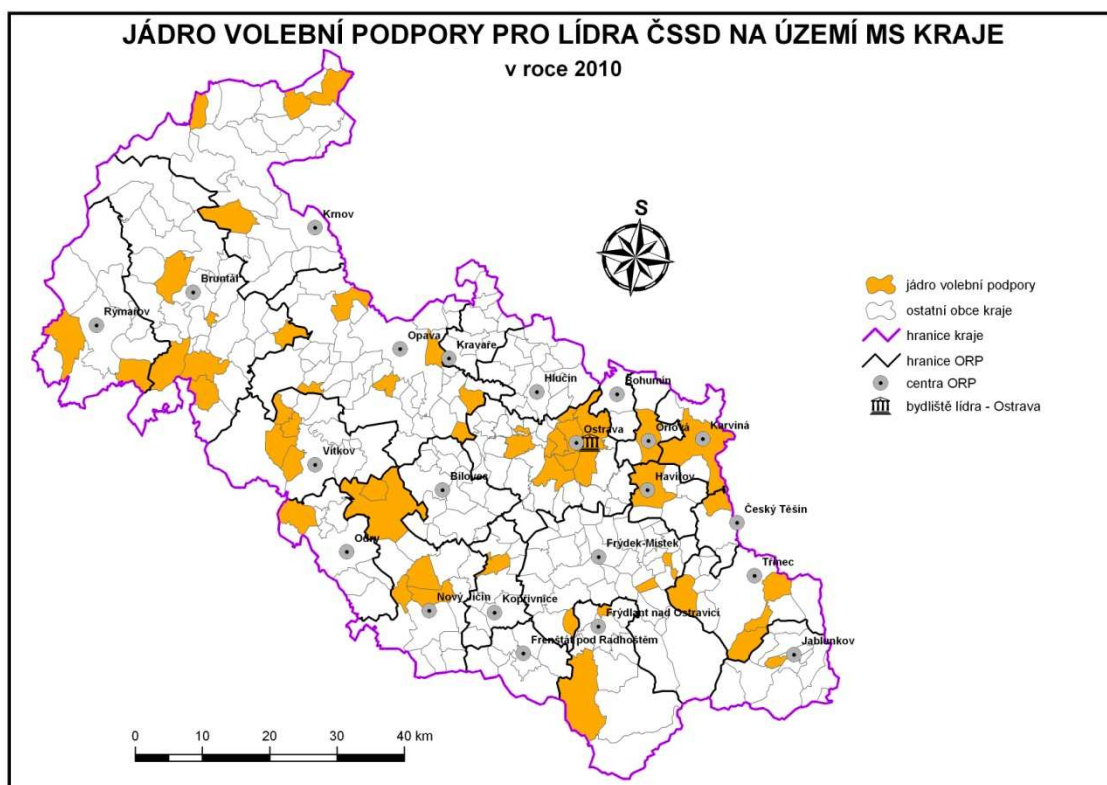 JÁDRO VOLEBNÍ PODPORY PRO LÍDRA ČSSD NA ÚZEMÍ MS KRAJE
v roce 2010
S
Krnov
Bruntál
Rýmařov
Opava
Kravaře
Hlučín
Bohumín
Ostrava
Orlová
Karviná
Vítkov
Bílovec
Havířov
Český Těšín
Odry
Frýdek-Místek
Třinec
Nový Jičín
Kopřivnice
Frýdlant nad Ostravicí
Frenštát pod Radhoštěm
Jablunkov
jádro volební podpory
ostatní obce kraje
hranice kraje
hranice ORP
centra ORP
bydliště lídra - Ostrava
0 10 20 30 40 km